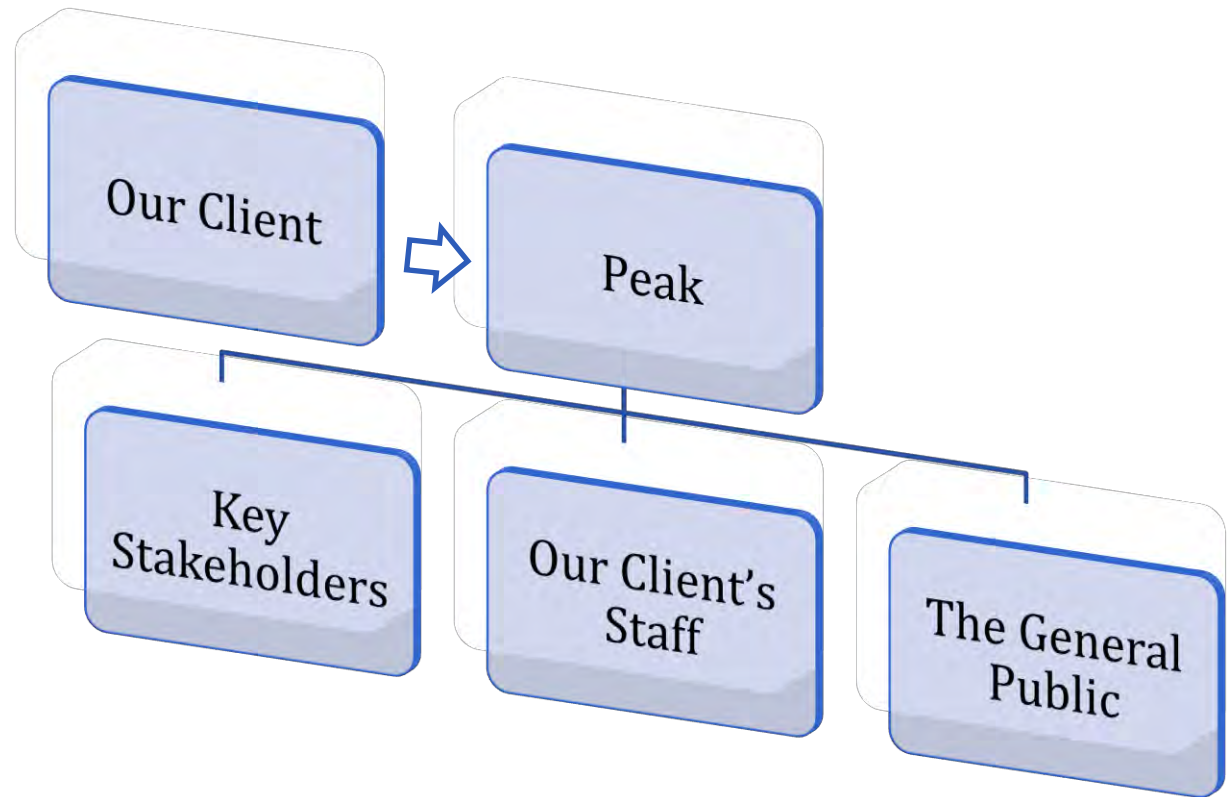 Our Client
Peak
Key
Stakeholders
Our Client’s
Staff
The General
Public